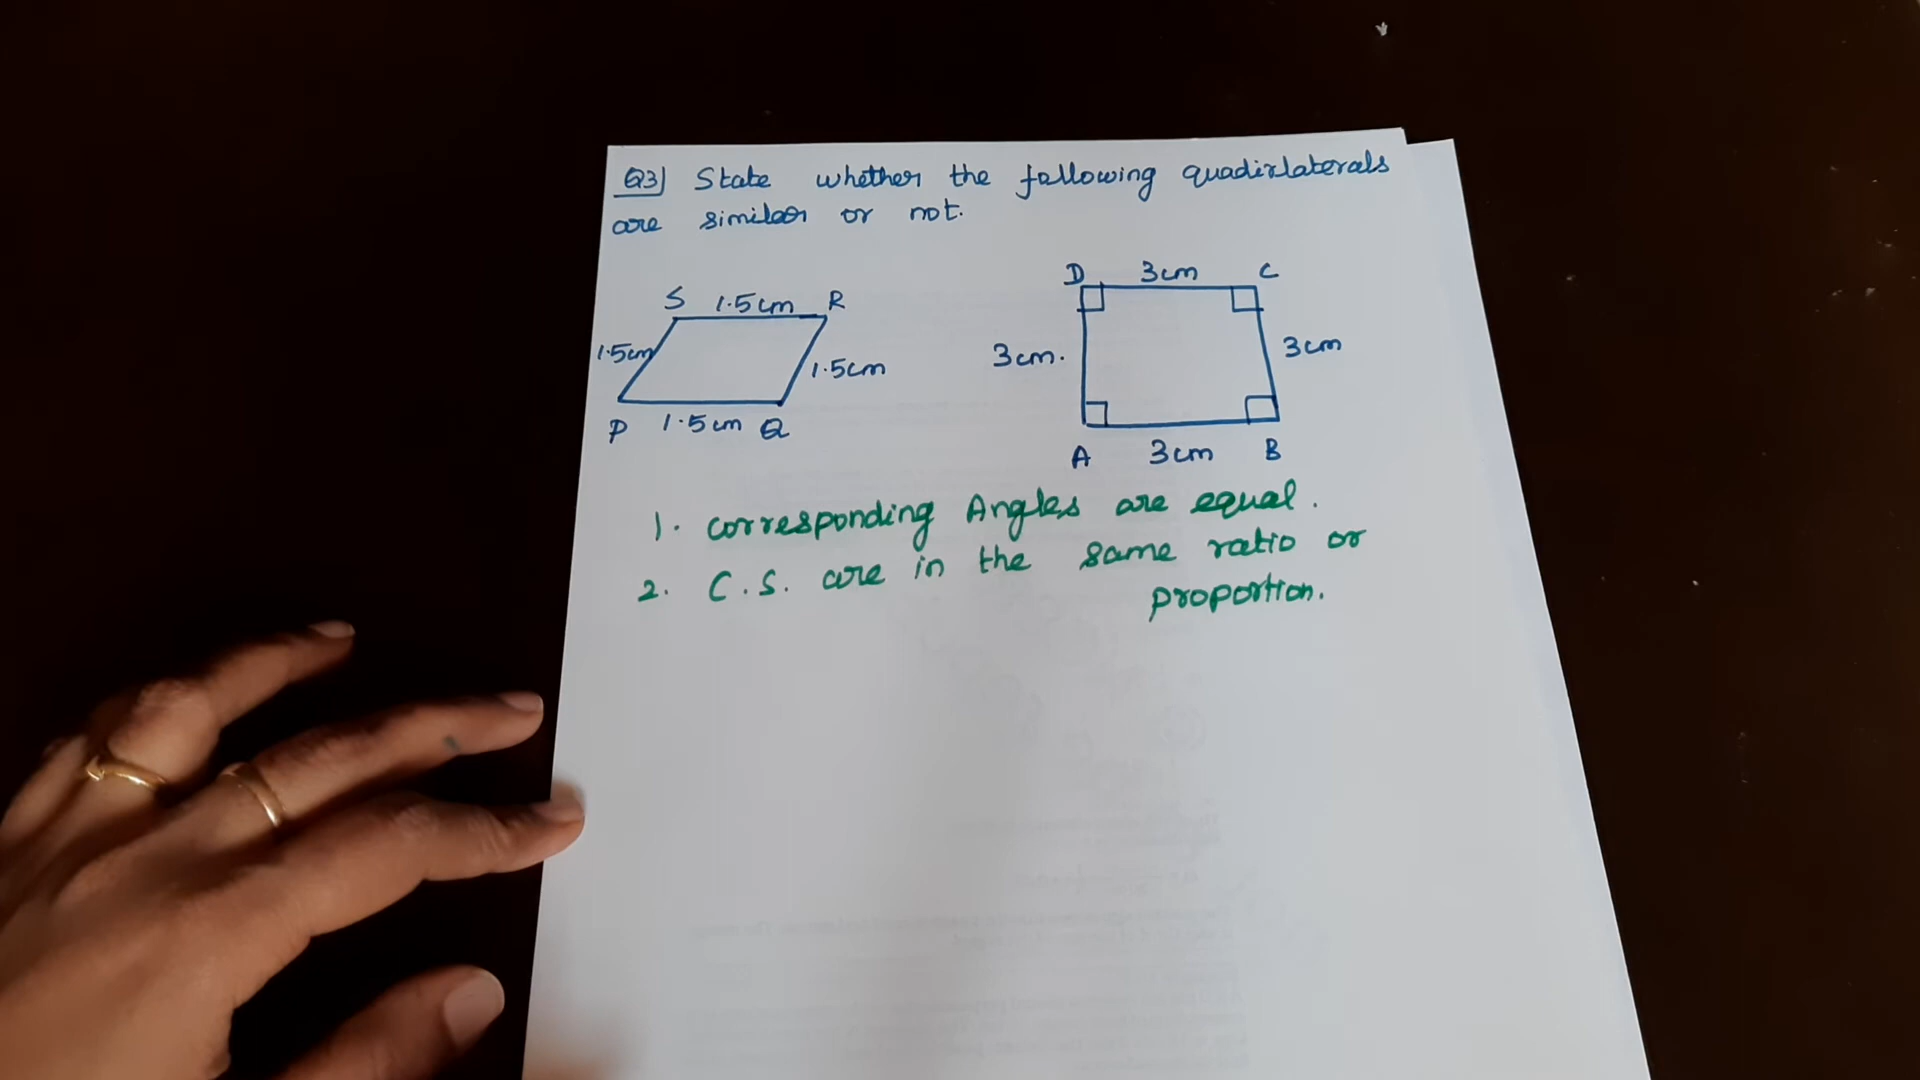 Q3) State whether the following quadirlaterals
are similar or not.
S 1.5cm R
1.5cm
1.5cm
P 1.5cm Q
D 3cm C
3cm.
3cm
A 3cm B
1. corresponding Angles are equal.
2. C.S. are in the same ratio or
proportion.